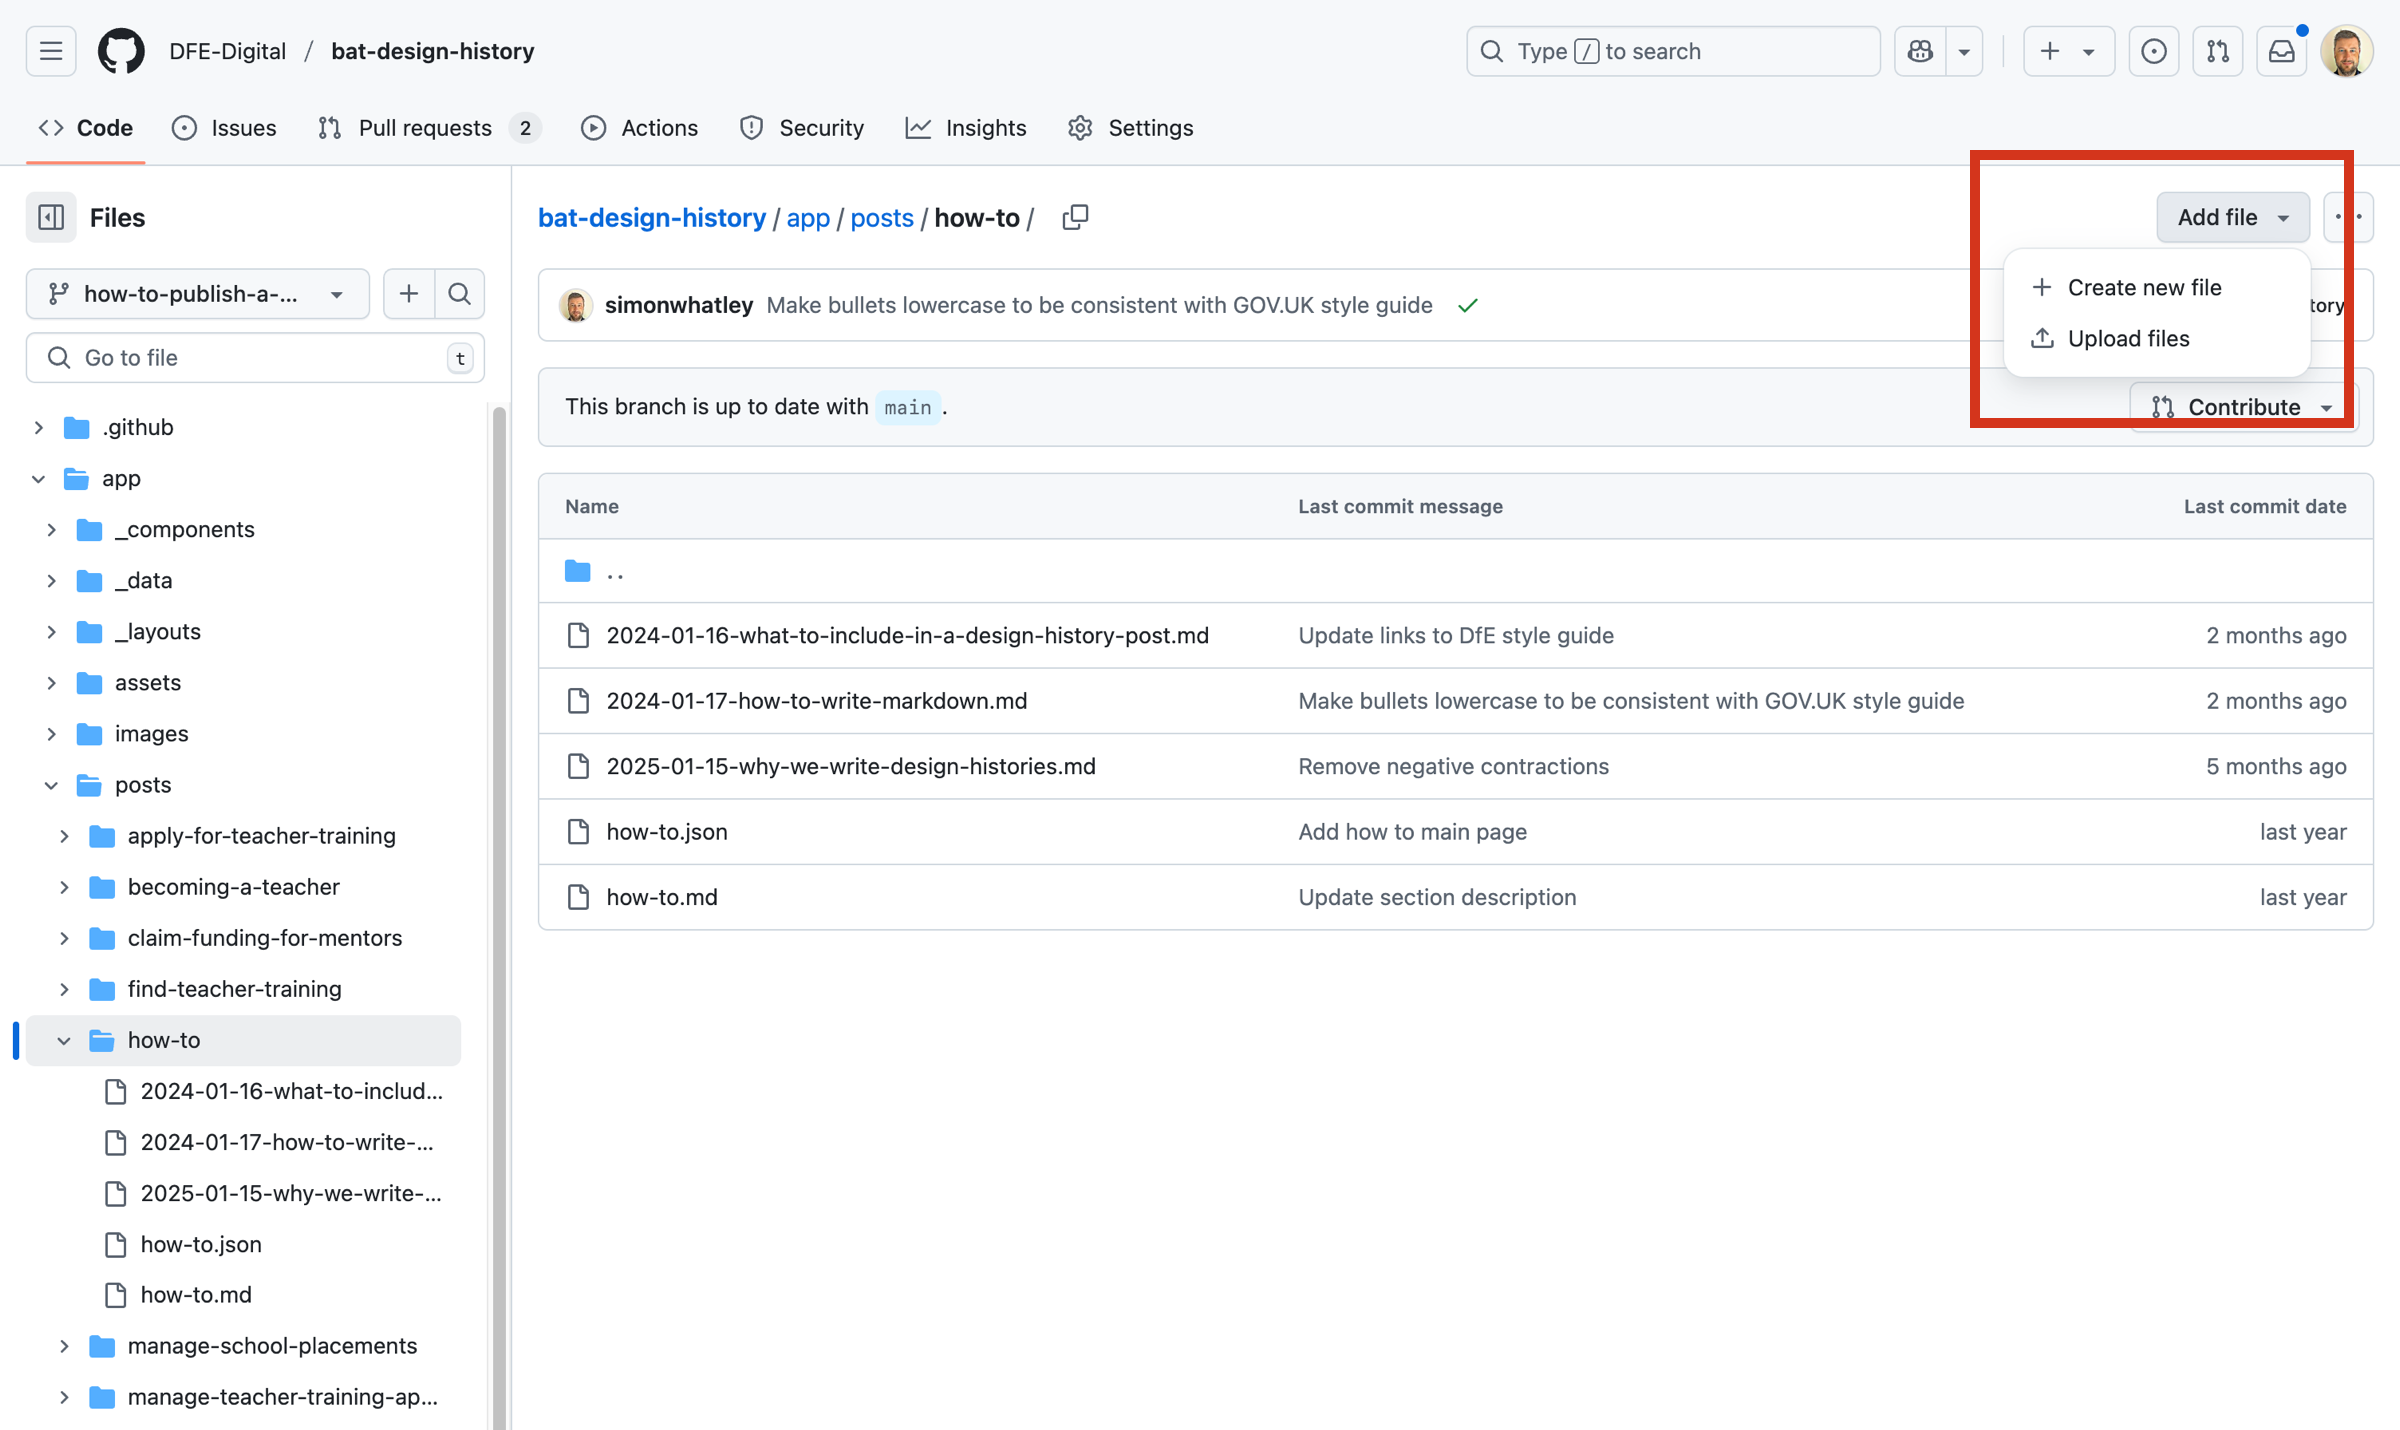 DFE-Digital / bat-design-history
Type / to search
Code
Issues
Pull requests 2
Actions
Security
Insights
Settings
Files
how-to-publish-a-...
Go to file
t
.github
app
_components
_data
_layouts
assets
images
posts
apply-for-teacher-training
becoming-a-teacher
claim-funding-for-mentors
find-teacher-training
how-to
2024-01-16-what-to-includ...
2024-01-17-how-to-write-...
2025-01-15-why-we-write-...
how-to.json
how-to.md
manage-school-placements
manage-teacher-training-ap...
bat-design-history / app / posts / how-to /
Add file
Create new file
Upload files
simonwhatley Make bullets lowercase to be consistent with GOV.UK style guide
tory
This branch is up to date with main .
Contribute
Name Last commit message Last commit date
..
2024-01-16-what-to-include-in-a-design-history-post.md Update links to DfE style guide 2 months ago
2024-01-17-how-to-write-markdown.md Make bullets lowercase to be consistent with GOV.UK style guide 2 months ago
2025-01-15-why-we-write-design-histories.md Remove negative contractions 5 months ago
how-to.json Add how to main page last year
how-to.md Update section description last year